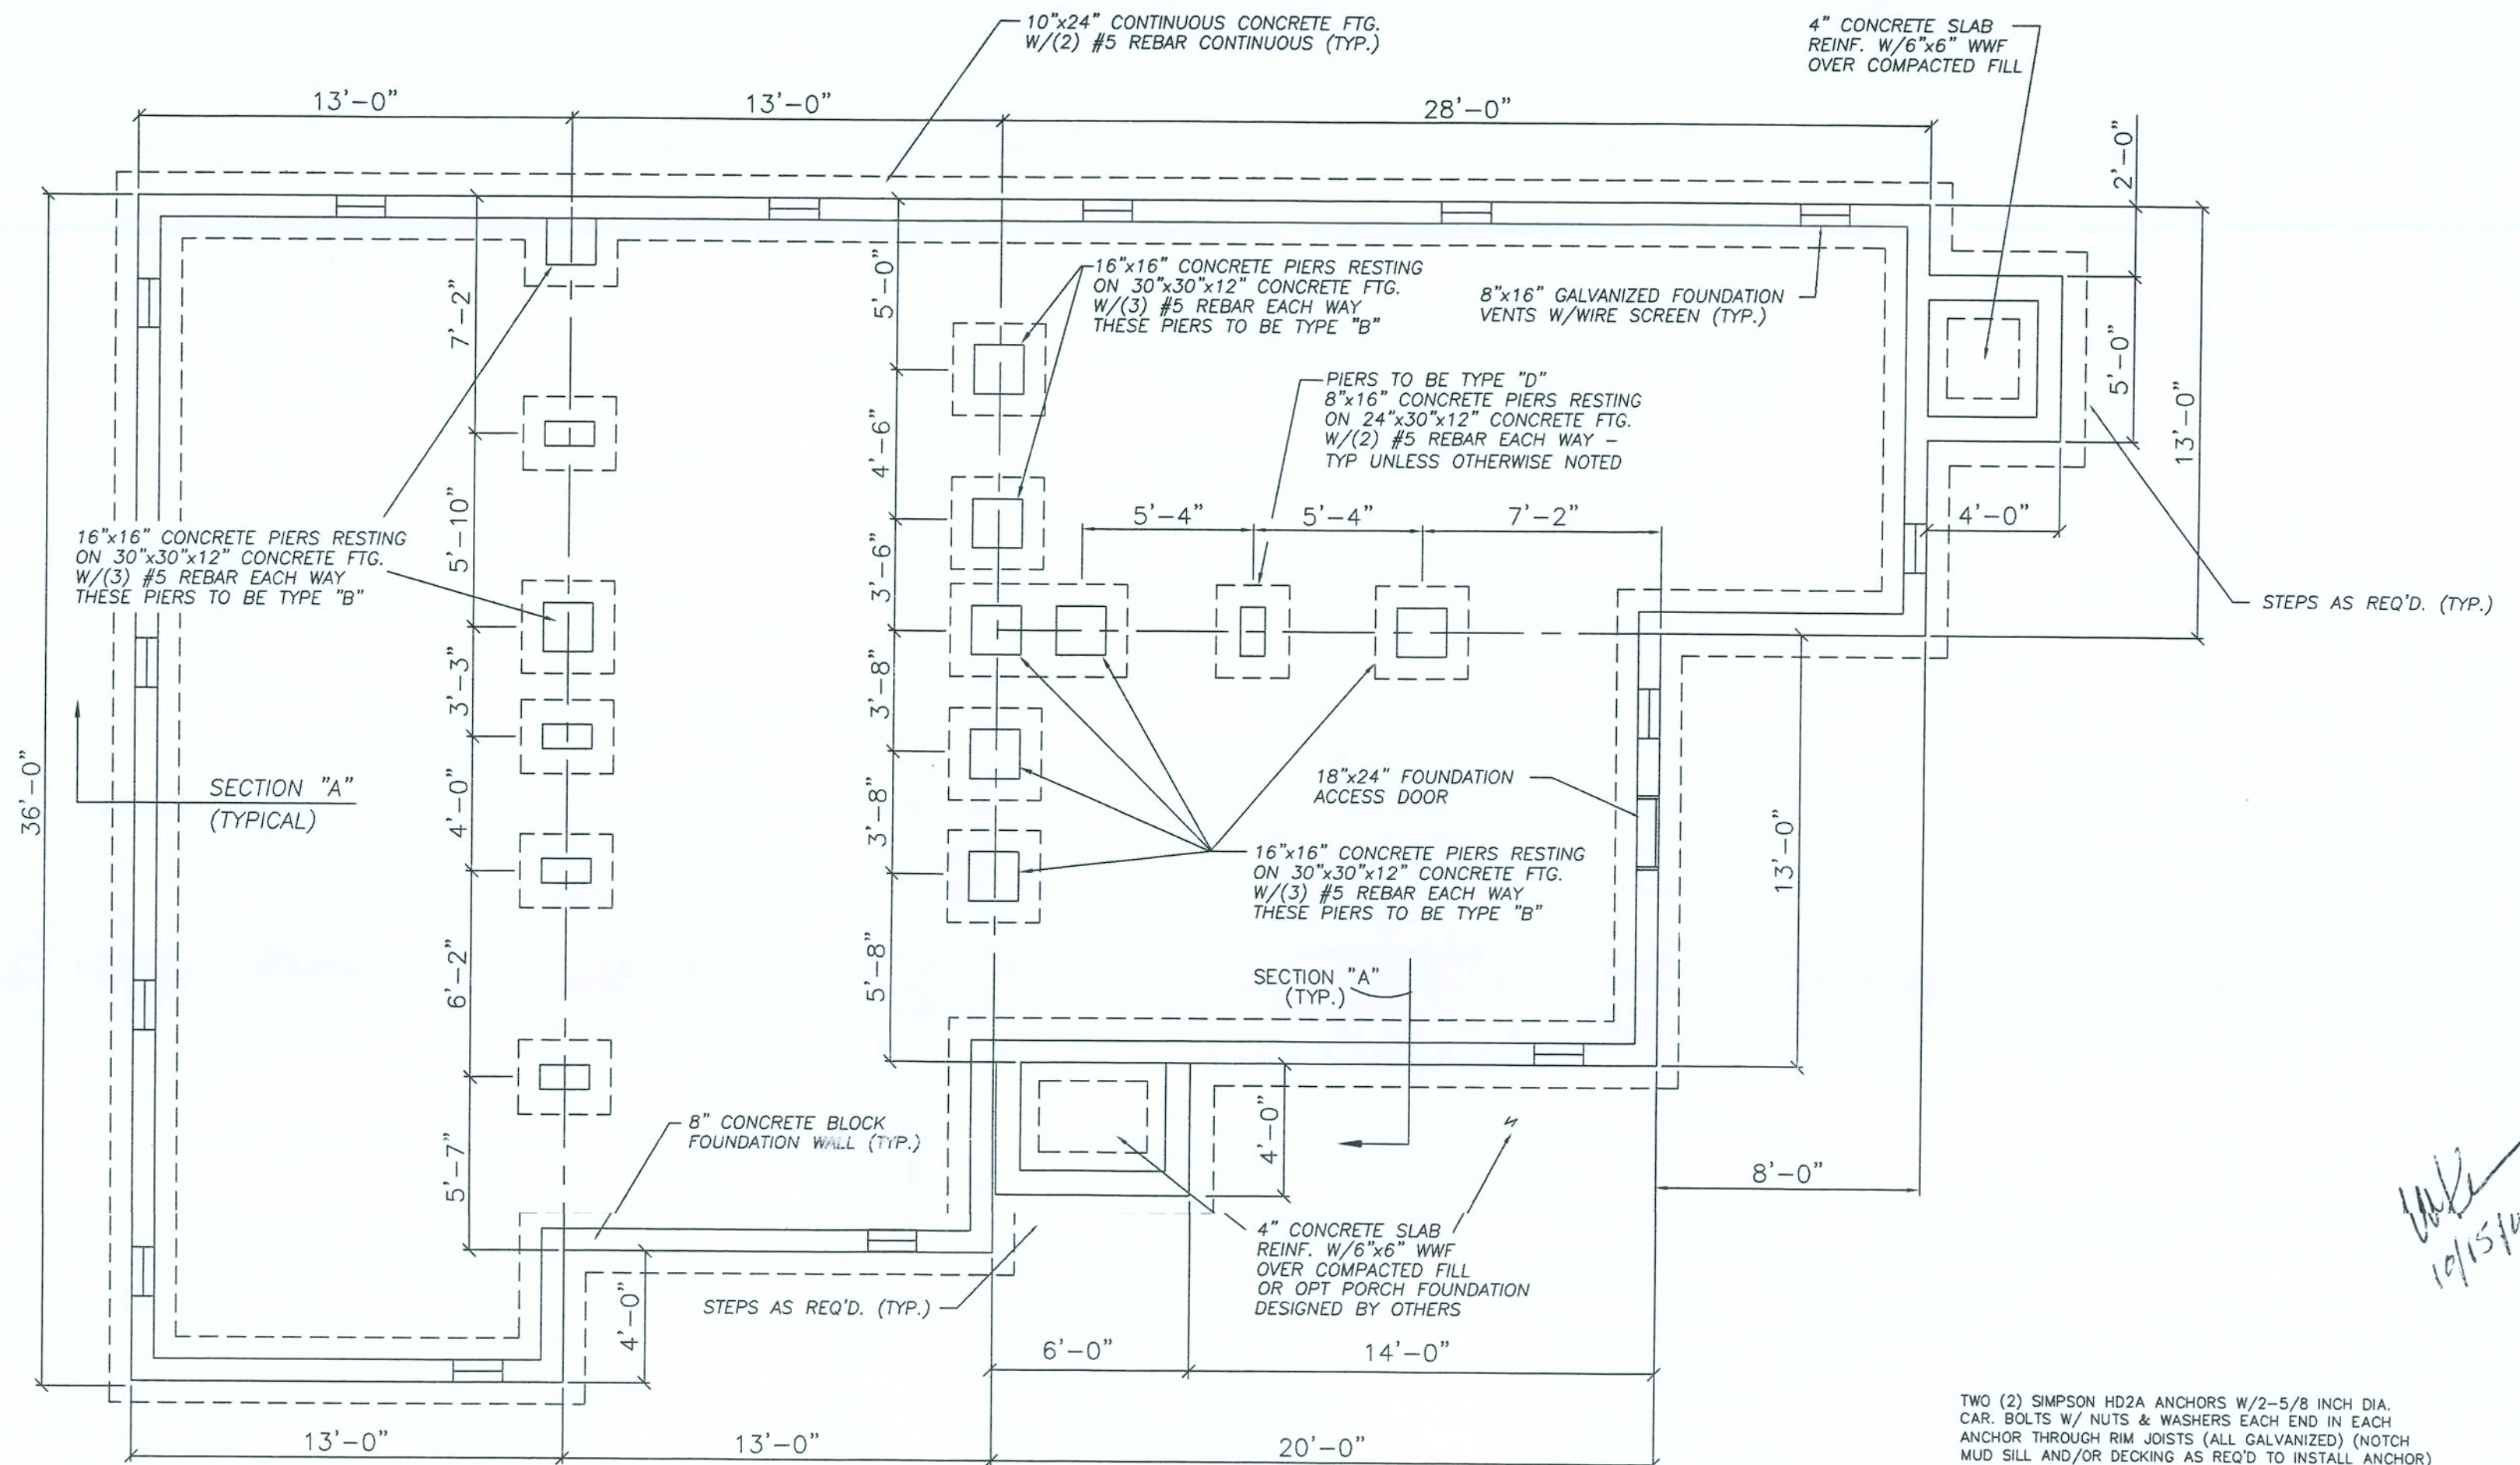 10"x24" CONTINUOUS CONCRETE FTG.
W/(2) #5 REBAR CONTINUOUS (TYP.)
4" CONCRETE SLAB
REINF. W/6"x6" WWF
OVER COMPACTED FILL
13'-0"
13'-0"
28'-0"
2'-0"
7'-2"
5'-0"
16"x16" CONCRETE PIERS RESTING
ON 30"x30"x12" CONCRETE FTG.
W/(3) #5 REBAR EACH WAY
THESE PIERS TO BE TYPE "B"
8"x16" GALVANIZED FOUNDATION
VENTS W/WIRE SCREEN (TYP.)
5'-0"
13'-0"
PIERS TO BE TYPE "D"
8"x16" CONCRETE PIERS RESTING
ON 24"x30"x12" CONCRETE FTG.
W/(2) #5 REBAR EACH WAY -
TYP UNLESS OTHERWISE NOTED
4'-6"
5'-10"
3'-6"
5'-4"
5'-4"
7'-2"
4'-0"
16"x16" CONCRETE PIERS RESTING
ON 30"x30"x12" CONCRETE FTG.
W/(3) #5 REBAR EACH WAY
THESE PIERS TO BE TYPE "B"
STEPS AS REQ'D. (TYP.)
3'-3"
3'-8"
36'-0"
SECTION "A"
(TYPICAL)
4'-0"
3'-8"
18"x24" FOUNDATION
ACCESS DOOR
13'-0"
16"x16" CONCRETE PIERS RESTING
ON 30"x30"x12" CONCRETE FTG.
W/(3) #5 REBAR EACH WAY
THESE PIERS TO BE TYPE "B"
6'-2"
5'-8"
SECTION "A"
(TYP.)
8" CONCRETE BLOCK
FOUNDATION WALL (TYP.)
5'-7"
4'-0"
8'-0"
4" CONCRETE SLAB
REINF. W/6"x6" WWF
OVER COMPACTED FILL
OR OPT PORCH FOUNDATION
DESIGNED BY OTHERS
STEPS AS REQ'D. (TYP.)
4'-0"
6'-0"
14'-0"
13'-0"
13'-0"
20'-0"
TWO (2) SIMPSON HD2A ANCHORS W/2-5/8 INCH DIA.
CAR. BOLTS W/ NUTS & WASHERS EACH END IN EACH
ANCHOR THROUGH RIM JOISTS (ALL GALVANIZED) (NOTCH
MUD SILL AND/OR DECKING AS REQ'D TO INSTALL ANCHOR)